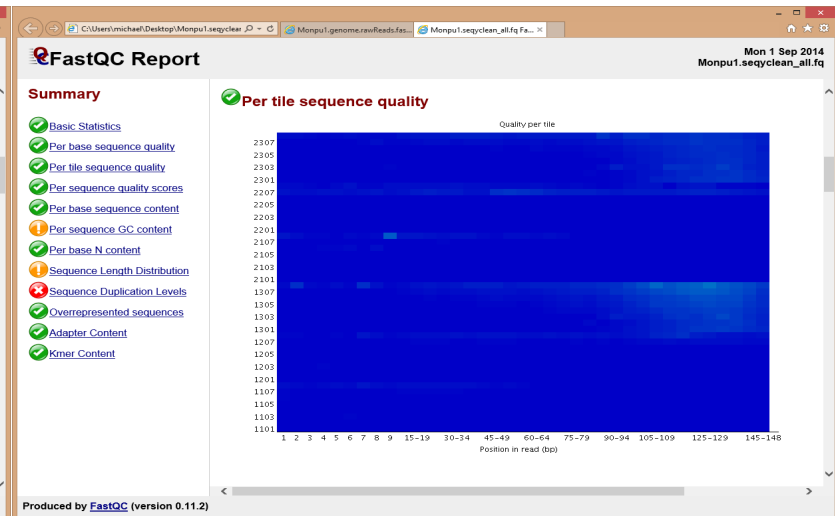 C:\Users\michael\Desktop\Monpu1.seqyclear
Monpu1.genome.rawReads.fas...
Monpu1.seqyclean_all.fq Fa...
FastQC Report
Mon 1 Sep 2014
Monpu1.seqyclean_all.fq
Summary
Basic Statistics
Per base sequence quality
Per tile sequence quality
Per sequence quality scores
Per base sequence content
Per sequence GC content
Per base N content
Sequence Length Distribution
Sequence Duplication Levels
Overrepresented sequences
Adapter Content
Kmer Content
Per tile sequence quality
Quality per tile
2307
2305
2303
2301
2207
2205
2203
2201
2107
2105
2103
2101
1307
1305
1303
1301
1207
1205
1203
1201
1107
1105
1103
1101
1 2 3 4 5 6 7 8 9 15-19 30-34 45-49 60-64 75-79 90-94 105-109 125-129 145-148
Position in read (bp)
Produced by FastQC (version 0.11.2)